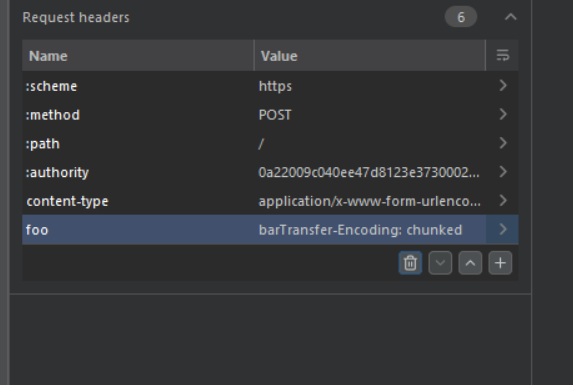 Request headers 6
Name Value
:scheme https
:method POST
:path /
:authority 0a22009c040ee47d8123e3730002...
content-type application/x-www-form-urlenco...
foo barTransfer-Encoding: chunked